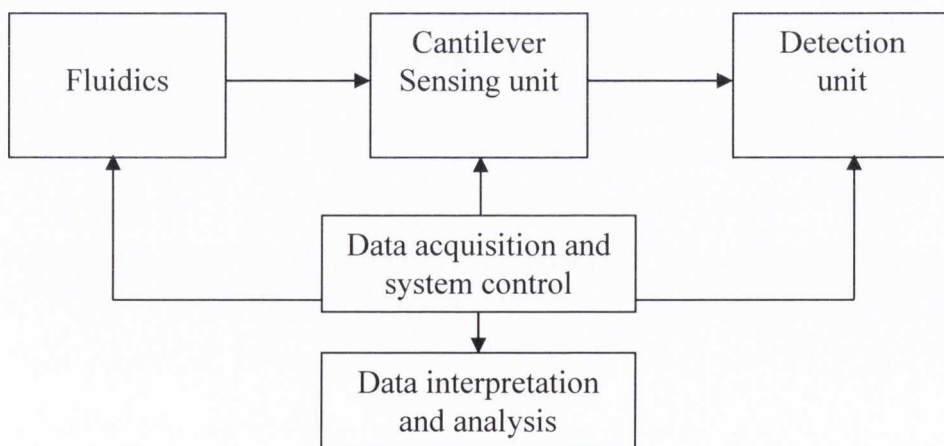 Fluidics
Cantilever
Sensing unit
Detection
unit
Data acquisition and
system control
Data interpretation
and analysis